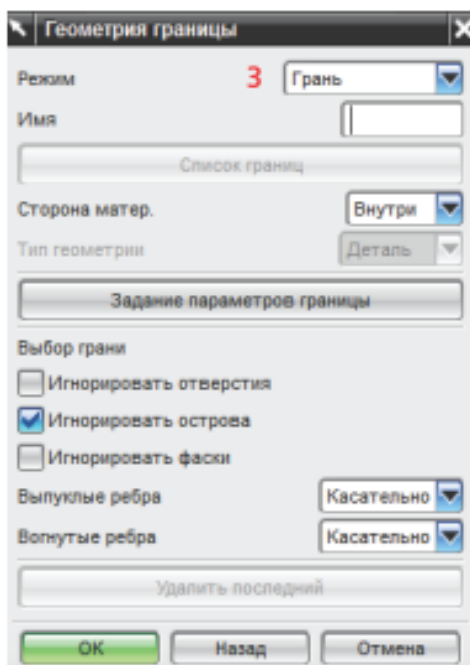 Геометрия границы
Режим 3 Грань
Имя
Список границ
Сторона матер. Внутри
Тип геометрии Деталь
Задание параметров границы
Выбор грани
Игнорировать отверстия
Игнорировать острова
Игнорировать фаски
Выпуклые ребра Касательно
Вогнутые ребра Касательно
Удалить последний
ОК Назад Отмена